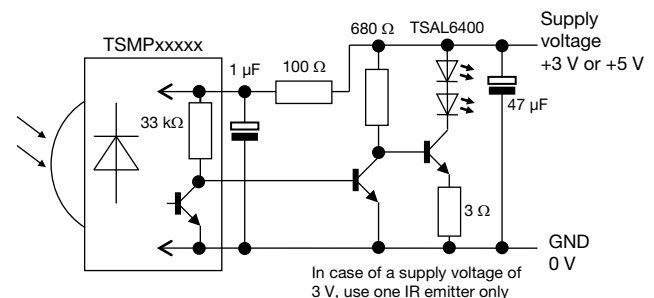 TSMPxxxxx
680 Ω
TSAL6400
Supply
voltage
+3 V or +5 V
1 µF
100 Ω
47 µF
33 kΩ
3 Ω
GND
0 V
In case of a supply voltage of
3 V, use one IR emitter only